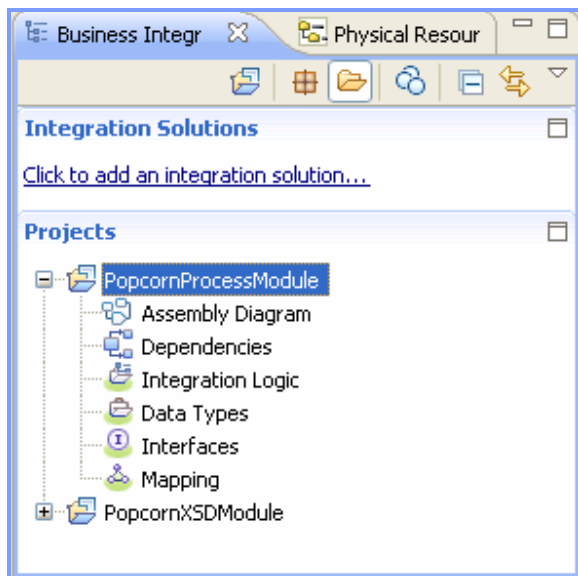 Business Integr Physical Resour
Integration Solutions
Click to add an integration solution...
Projects
PopcornProcessModule
Assembly Diagram
Dependencies
Integration Logic
Data Types
Interfaces
Mapping
PopcornXSDModule